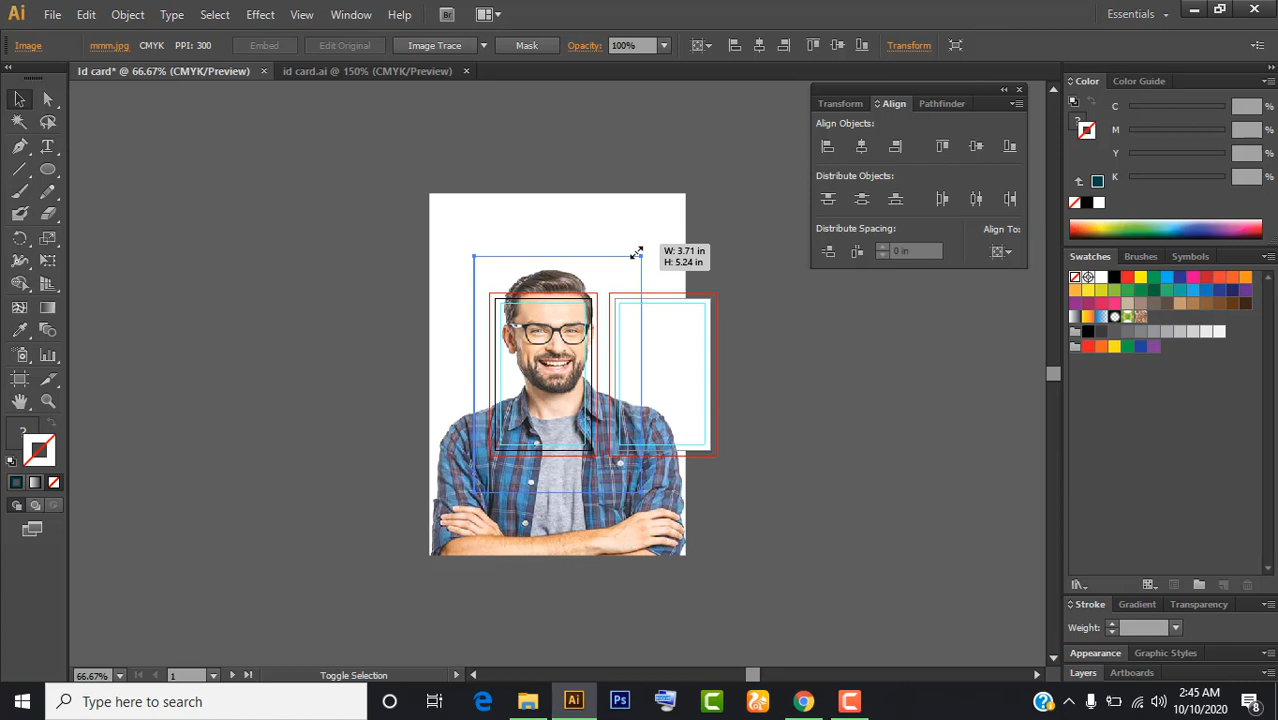 Ai File Edit Object Type Select Effect View Window Help Br Essentials
Image mmm.jpg CMYK PPI: 300 Embed Edit Original Image Trace Mask Opacity: 100% Transform
Id card* @ 66.67% (CMYK/Preview) id card.ai @ 150% (CMYK/Preview)
Transform Align Pathfinder
Align Objects:
Distribute Objects:
Distribute Spacing: Align To:
0 in
Color Color Guide
C %
M %
Y %
K %
Swatches Brushes Symbols
W: 3.71 in
H: 5.24 in
Stroke Gradient Transparency
Weight:
Appearance Graphic Styles
Layers Artboards
66.67% 1 Toggle Selection
Type here to search
Ai Ps C C
2:45 AM
10/10/2020
8